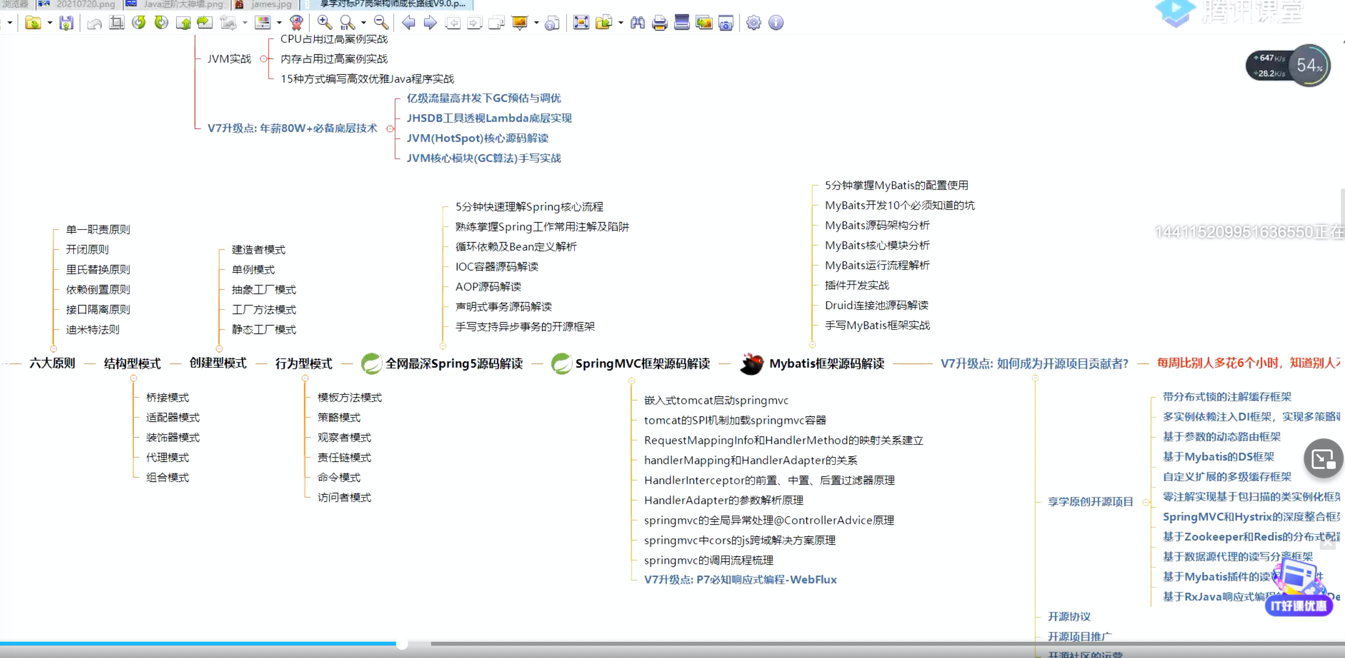 浏览器
20210720.png
Java进阶大神墙.png
james.jpg
享学对标P7岗架构师成长路线V9.0.p...
腾讯课堂
647K/s
28.2K/s
54%
144115209951636550正在
JVM实战
CPU占用过高案例实战
内存占用过高案例实战
15种方式编写高效优雅Java程序实战
V7升级点: 年薪80W+必备底层技术
亿级流量高并发下GC预估与调优
JHSDB工具透视Lambda底层实现
JVM(HotSpot)核心源码解读
JVM核心模块(GC算法)手写实战
单一职责原则
开闭原则
里氏替换原则
依赖倒置原则
接口隔离原则
迪米特法则
建造者模式
单例模式
抽象工厂模式
工厂方法模式
静态工厂模式
5分钟快速理解Spring核心流程
熟练掌握Spring工作常用注解及陷阱
循环依赖及Bean定义解析
IOC容器源码解读
AOP源码解读
声明式事务源码解读
手写支持异步事务的开源框架
5分钟掌握MyBatis的配置使用
MyBaits开发10个必须知道的坑
MyBaits源码架构分析
MyBaits核心模块分析
MyBaits运行流程解析
插件开发实战
Druid连接池源码解读
手写MyBatis框架实战
六大原则
结构型模式
创建型模式
行为型模式
全网最深Spring5源码解读
SpringMVC框架源码解读
Mybatis框架源码解读
V7升级点: 如何成为开源项目贡献者?
每周比别人多花6个小时，知道别人
桥接模式
适配器模式
装饰器模式
代理模式
组合模式
模板方法模式
策略模式
观察者模式
责任链模式
命令模式
访问者模式
嵌入式tomcat启动springmvc
tomcat的SPI机制加载springmvc容器
RequestMappingInfo和HandlerMethod的映射关系建立
handlerMapping和HandlerAdapter的关系
HandlerInterceptor的前置、中置、后置过滤器原理
HandlerAdapter的参数解析原理
springmvc的全局异常处理@ControllerAdvice原理
springmvc中cors的js跨域解决方案原理
springmvc的调用流程梳理
V7升级点: P7必知响应式编程-WebFlux
享学原创开源项目
带分布式锁的注解缓存框架
多实例依赖注入DI框架，实现多策略
基于参数的动态路由框架
基于Mybatis的DS框架
自定义扩展的多级缓存框架
零注解实现基于包扫描的类实例化框架
SpringMVC和Hystrix的深度整合框架
基于Zookeeper和Redis的分布式配置
基于数据源代理的读写分离框架
基于Mybatis插件的读
基于RxJava响应式编程
IT好课优惠
开源协议
开源项目推广
开源社区的运营